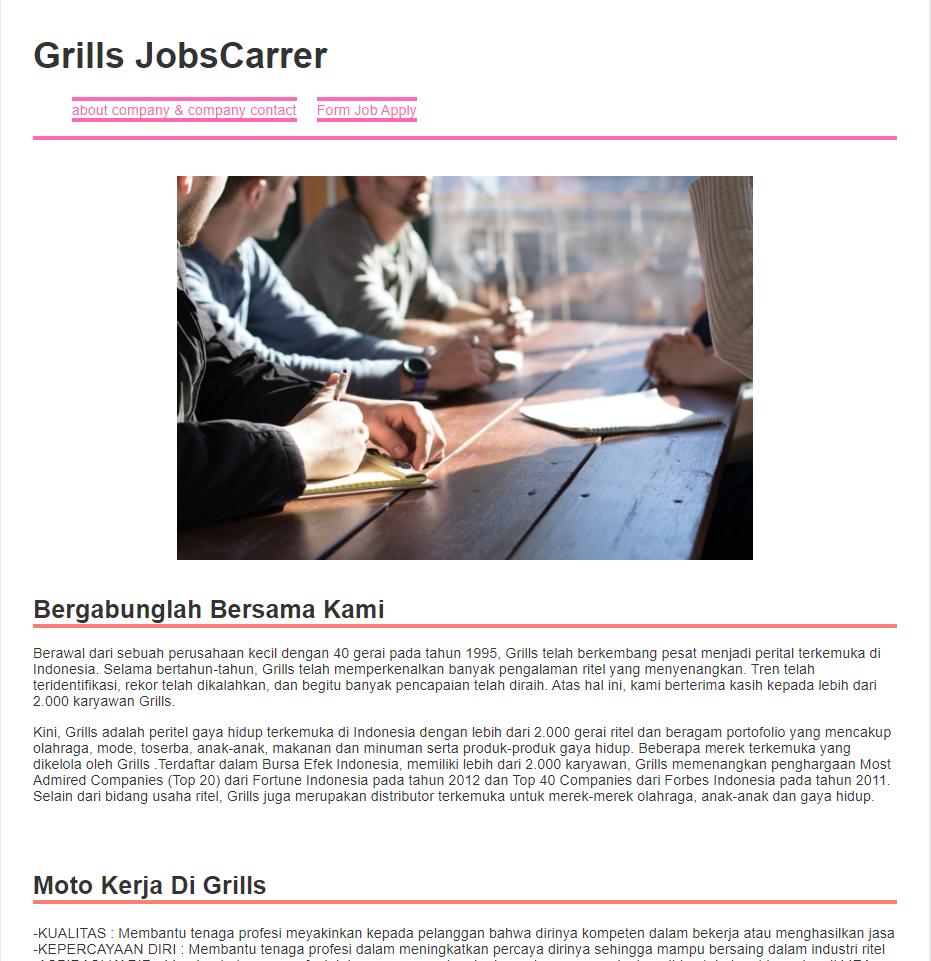 Grills JobsCarrer
about company & company contact Form Job Apply
Bergabunglah Bersama Kami
Berawal dari sebuah perusahaan kecil dengan 40 gerai pada tahun 1995, Grills telah berkembang pesat menjadi perital terkemuka di
Indonesia. Selama bertahun-tahun, Grills telah memperkenalkan banyak pengalaman ritel yang menyenangkan. Tren telah
teridentifikasi, rekor telah dikalahkan, dan begitu banyak pencapaian telah diraih. Atas hal ini, kami berterima kasih kepada lebih dari
2.000 karyawan Grills.
Kini, Grills adalah peritel gaya hidup terkemuka di Indonesia dengan lebih dari 2.000 gerai ritel dan beragam portofolio yang mencakup
olahraga, mode, toserba, anak-anak, makanan dan minuman serta produk-produk gaya hidup. Beberapa merek terkemuka yang
dikelola oleh Grills .Terdaftar dalam Bursa Efek Indonesia, memiliki lebih dari 2.000 karyawan, Grills memenangkan penghargaan Most
Admired Companies (Top 20) dari Fortune Indonesia pada tahun 2012 dan Top 40 Companies dari Forbes Indonesia pada tahun 2011.
Selain dari bidang usaha ritel, Grills juga merupakan distributor terkemuka untuk merek-merek olahraga, anak-anak dan gaya hidup.
Moto Kerja Di Grills
-KUALITAS : Membantu tenaga profesi meyakinkan kepada pelanggan bahwa dirinya kompeten dalam bekerja atau menghasilkan jasa
-KEPERCAYAAN DIRI : Membantu tenaga profesi dalam meningkatkan percaya dirinya sehingga mampu bersaing dalam industri ritel